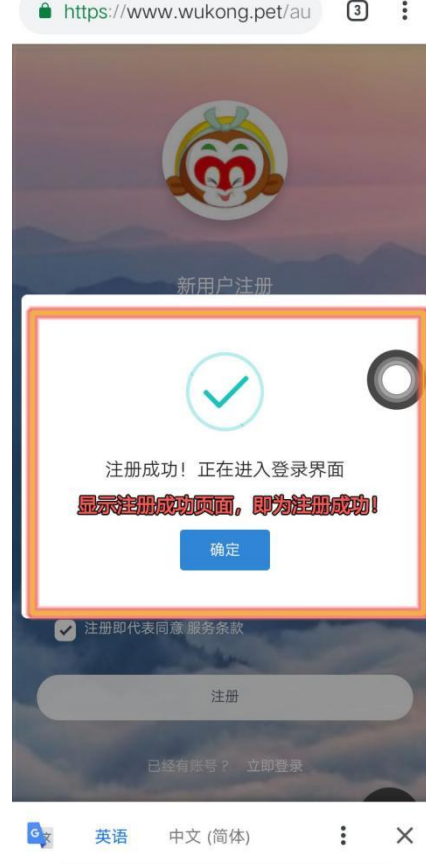 https://www.wukong.pet/au
3
新用户注册
注册成功！正在进入登录界面
显示注册成功页面，即为注册成功！
确定
注册即代表同意 服务条款
注册
已经有账号？ 立即登录
G文
英语 中文 (简体)